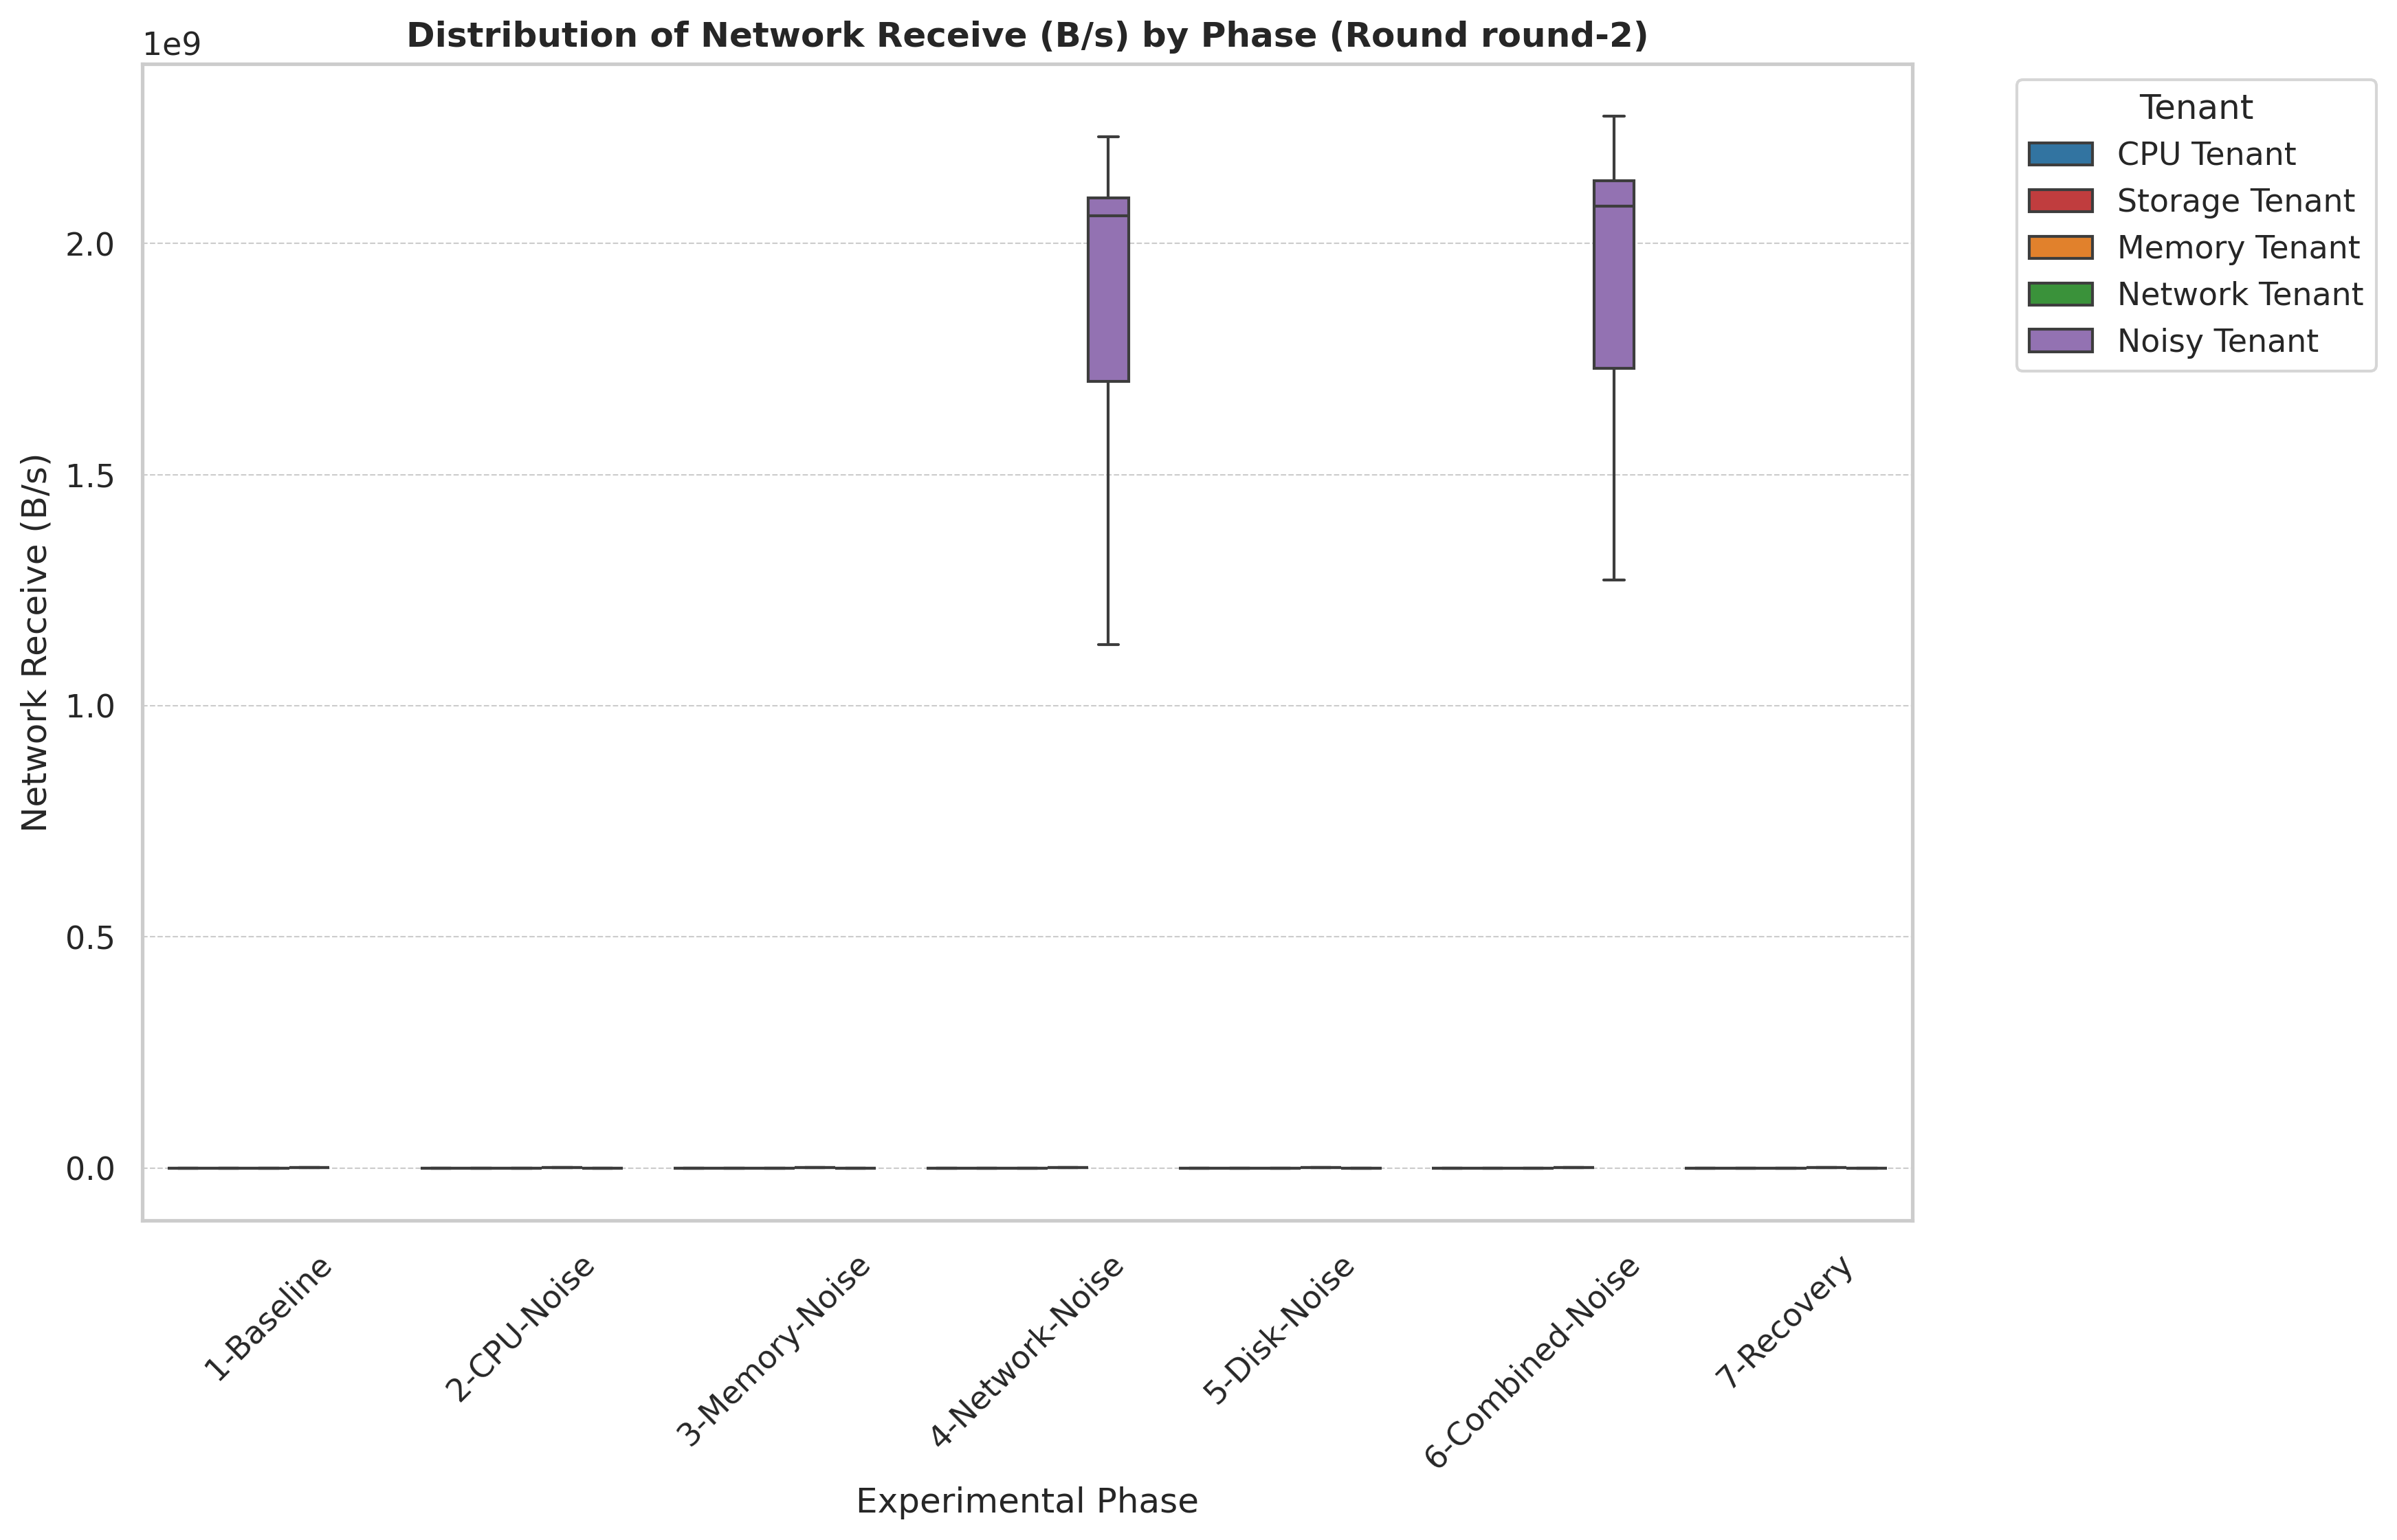 Distribution of Network Receive (B/s) by Phase (Round round-2)
1e9
Network Receive (B/s)
2.0
1.5
1.0
0.5
0.0
1-Baseline
2-CPU-Noise
3-Memory-Noise
4-Network-Noise
5-Disk-Noise
6-Combined-Noise
7-Recovery
Experimental Phase
Tenant
CPU Tenant
Storage Tenant
Memory Tenant
Network Tenant
Noisy Tenant